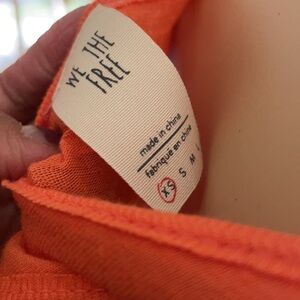 WE THE
FREE
made in china
fabriqué en chine
XS S M L